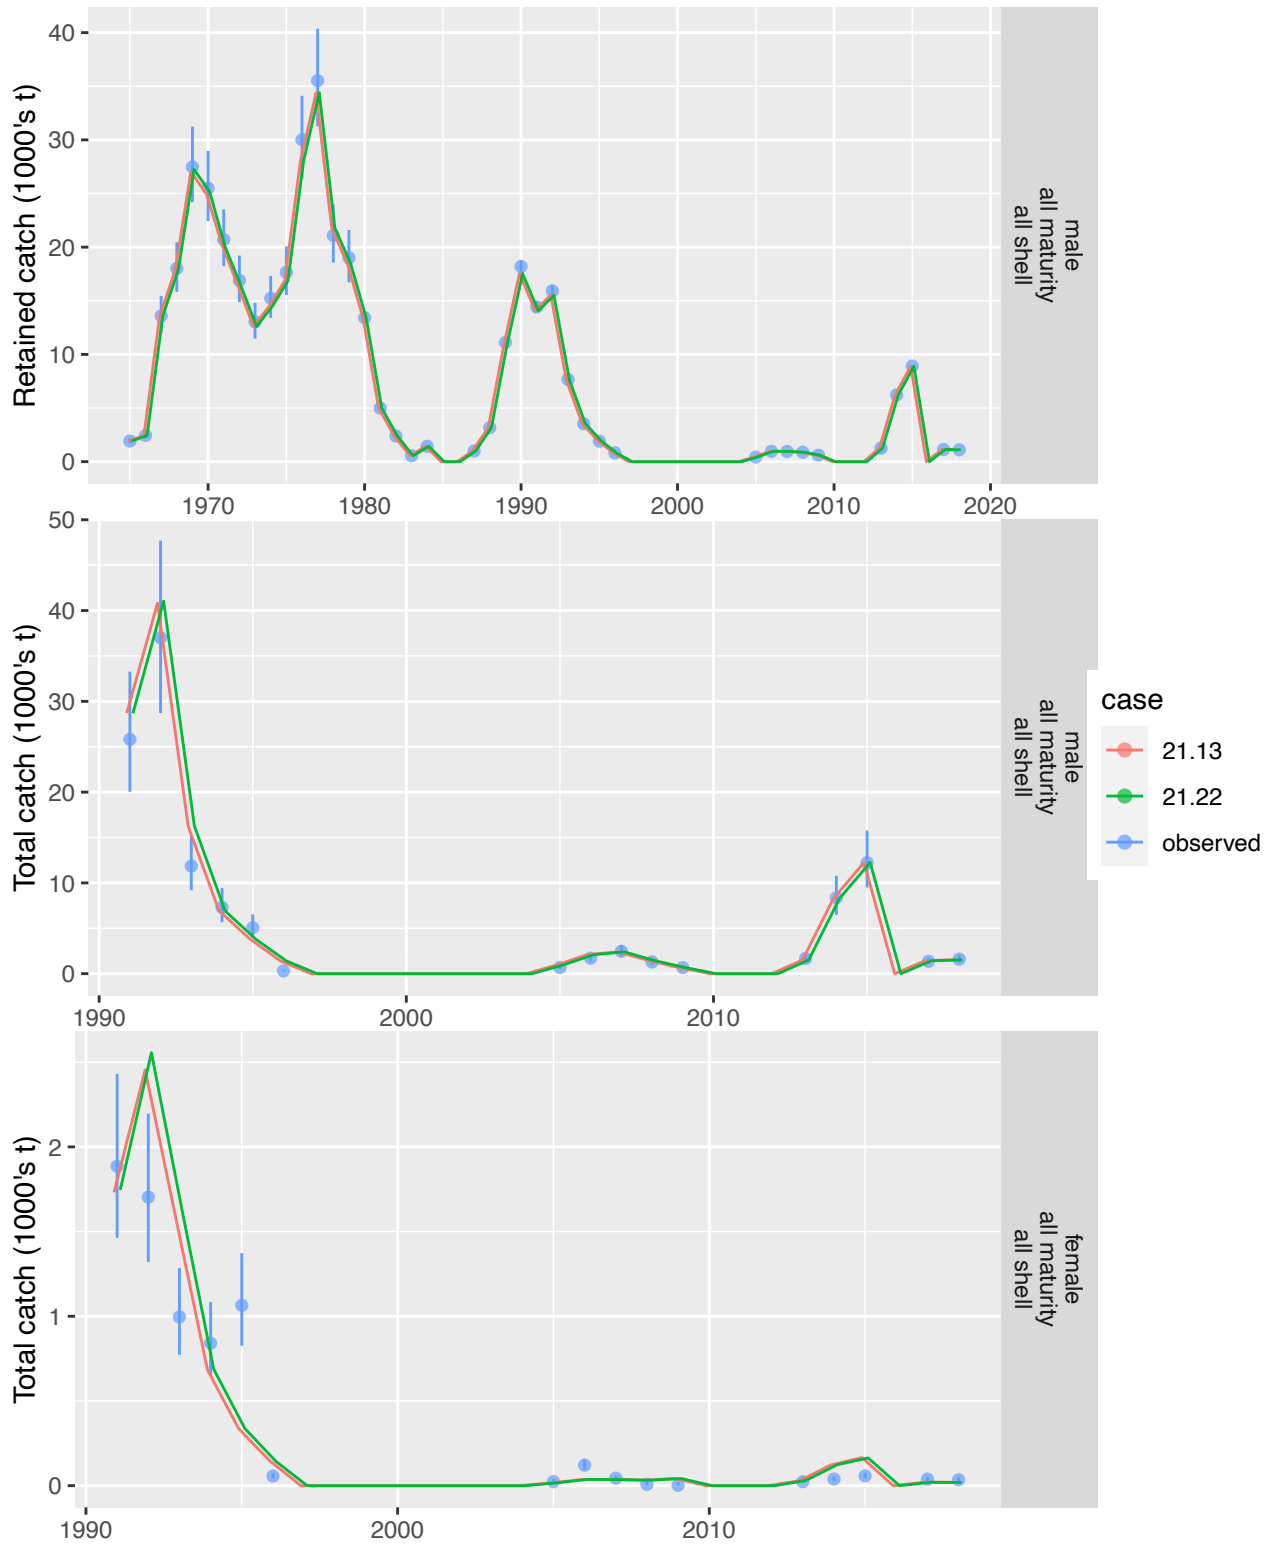 Retained catch (1000's t)
40
30
20
10
0
1970
1980
1990
2000
2010
2020
male
all maturity
all shell
Total catch (1000's t)
50
40
30
20
10
0
1990
2000
2010
male
all maturity
all shell
case
21.13
21.22
observed
Total catch (1000's t)
2
1
0
1990
2000
2010
female
all maturity
all shell